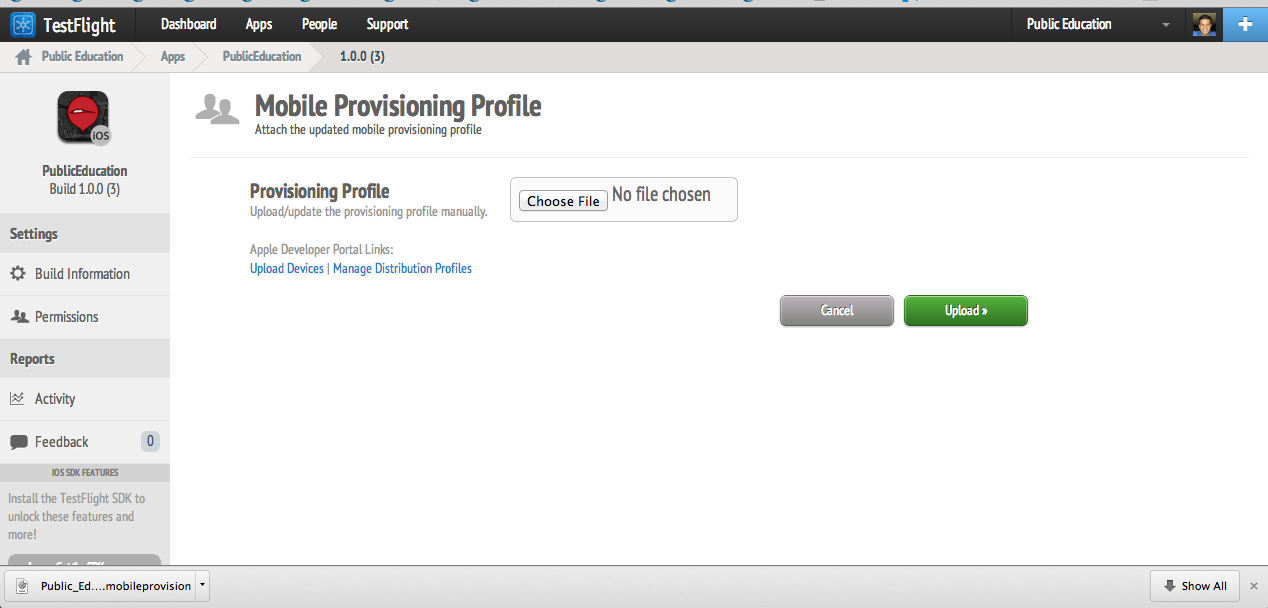 TestFlight Dashboard Apps People Support Public Education +
Public Education Apps PublicEducation 1.0.0 (3)
iOS
PublicEducation
Build 1.0.0 (3)
Settings
Build Information
Permissions
Reports
Activity
Feedback 0
IOS SDK FEATURES
Install the TestFlight SDK to
unlock these features and
more!
Mobile Provisioning Profile
Attach the updated mobile provisioning profile
Provisioning Profile
Upload/update the provisioning profile manually.
Choose File No file chosen
Apple Developer Portal Links:
Upload Devices | Manage Distribution Profiles
Cancel Upload »
Public_Ed....mobileprovision Show All